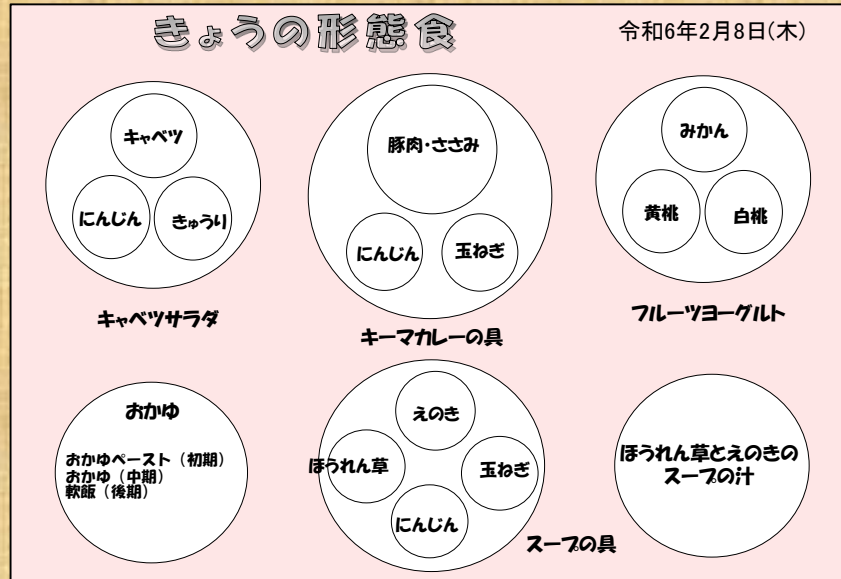 きょうの形態食
令和6年2月8日(木)
キャベツ
にんじん
きゅうり
キャベツサラダ
豚肉・ささみ
にんじん
玉ねぎ
キーマカレーの具
みかん
黄桃
白桃
フルーツヨーグルト
おかゆ
おかゆペースト（初期）
おかゆ（中期）
軟飯（後期）
えのき
ほうれん草
玉ねぎ
にんじん
スープの具
ほうれん草とえのきの
スープの汁